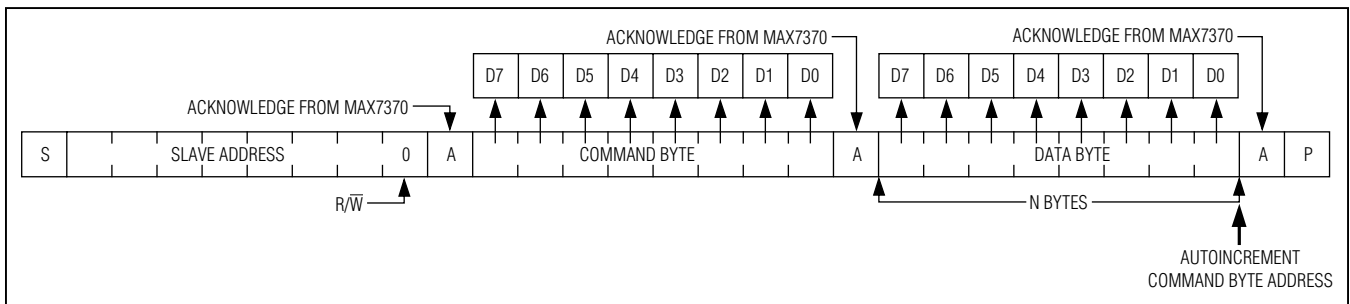 ACKNOWLEDGE FROM MAX7370
ACKNOWLEDGE FROM MAX7370
D7 D6 D5 D4 D3 D2 D1 D0
D7 D6 D5 D4 D3 D2 D1 D0
ACKNOWLEDGE FROM MAX7370
S SLAVE ADDRESS 0 A COMMAND BYTE A DATA BYTE A P
R/W̅
N BYTES
AUTOINCREMENT
COMMAND BYTE ADDRESS